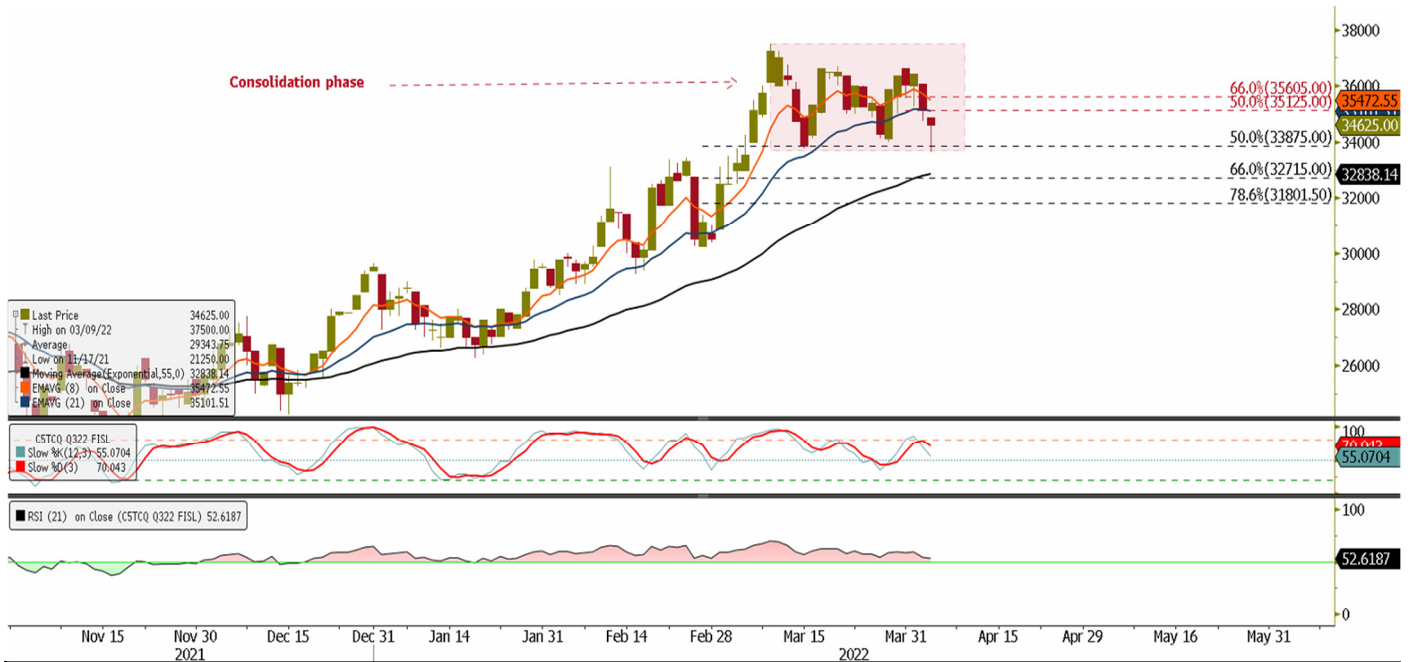 Consolidation phase
38000
36000
34000
32000
30000
28000
26000
66.0%(35605.00)
50.0%(35125.00)
50.0%(33875.00)
66.0%(32715.00)
78.6%(31801.50)
35472.55
34625.00
32838.14
Last Price 34625.00
High on 03/09/22 37500.00
Average 29343.75
Low on 11/17/21 21250.00
Moving Average(Exponential,55,0) 32838.14
EMAVG (8) on Close 35472.55
EMAVG (21) on Close 35101.51
C5TCQ Q322 FISL
Slow %K(12,3) 55.0704
Slow %D(3) 70.043
100
70.043
55.0704
RSI (21) on Close (C5TCQ Q322 FISL) 52.6187
100
52.6187
0
Nov 15 Nov 30 Dec 15 Dec 31 Jan 14 Jan 31 Feb 14 Feb 28 Mar 15 Mar 31 Apr 15 Apr 29 May 16 May 31
2021 2022